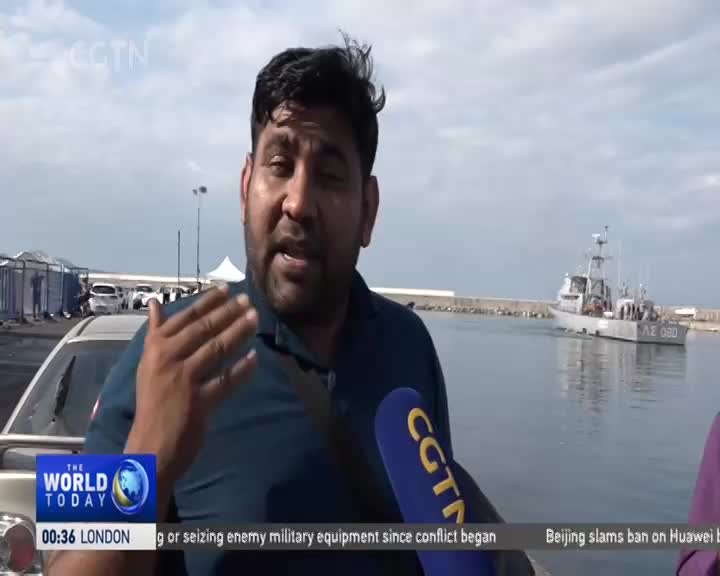 CGTN
ΛΣ 080
CGTN
THE
WORLD
TODAY
00:36 LONDON
g or seizing enemy military equipment since conflict began Beijing slams ban on Huawei b